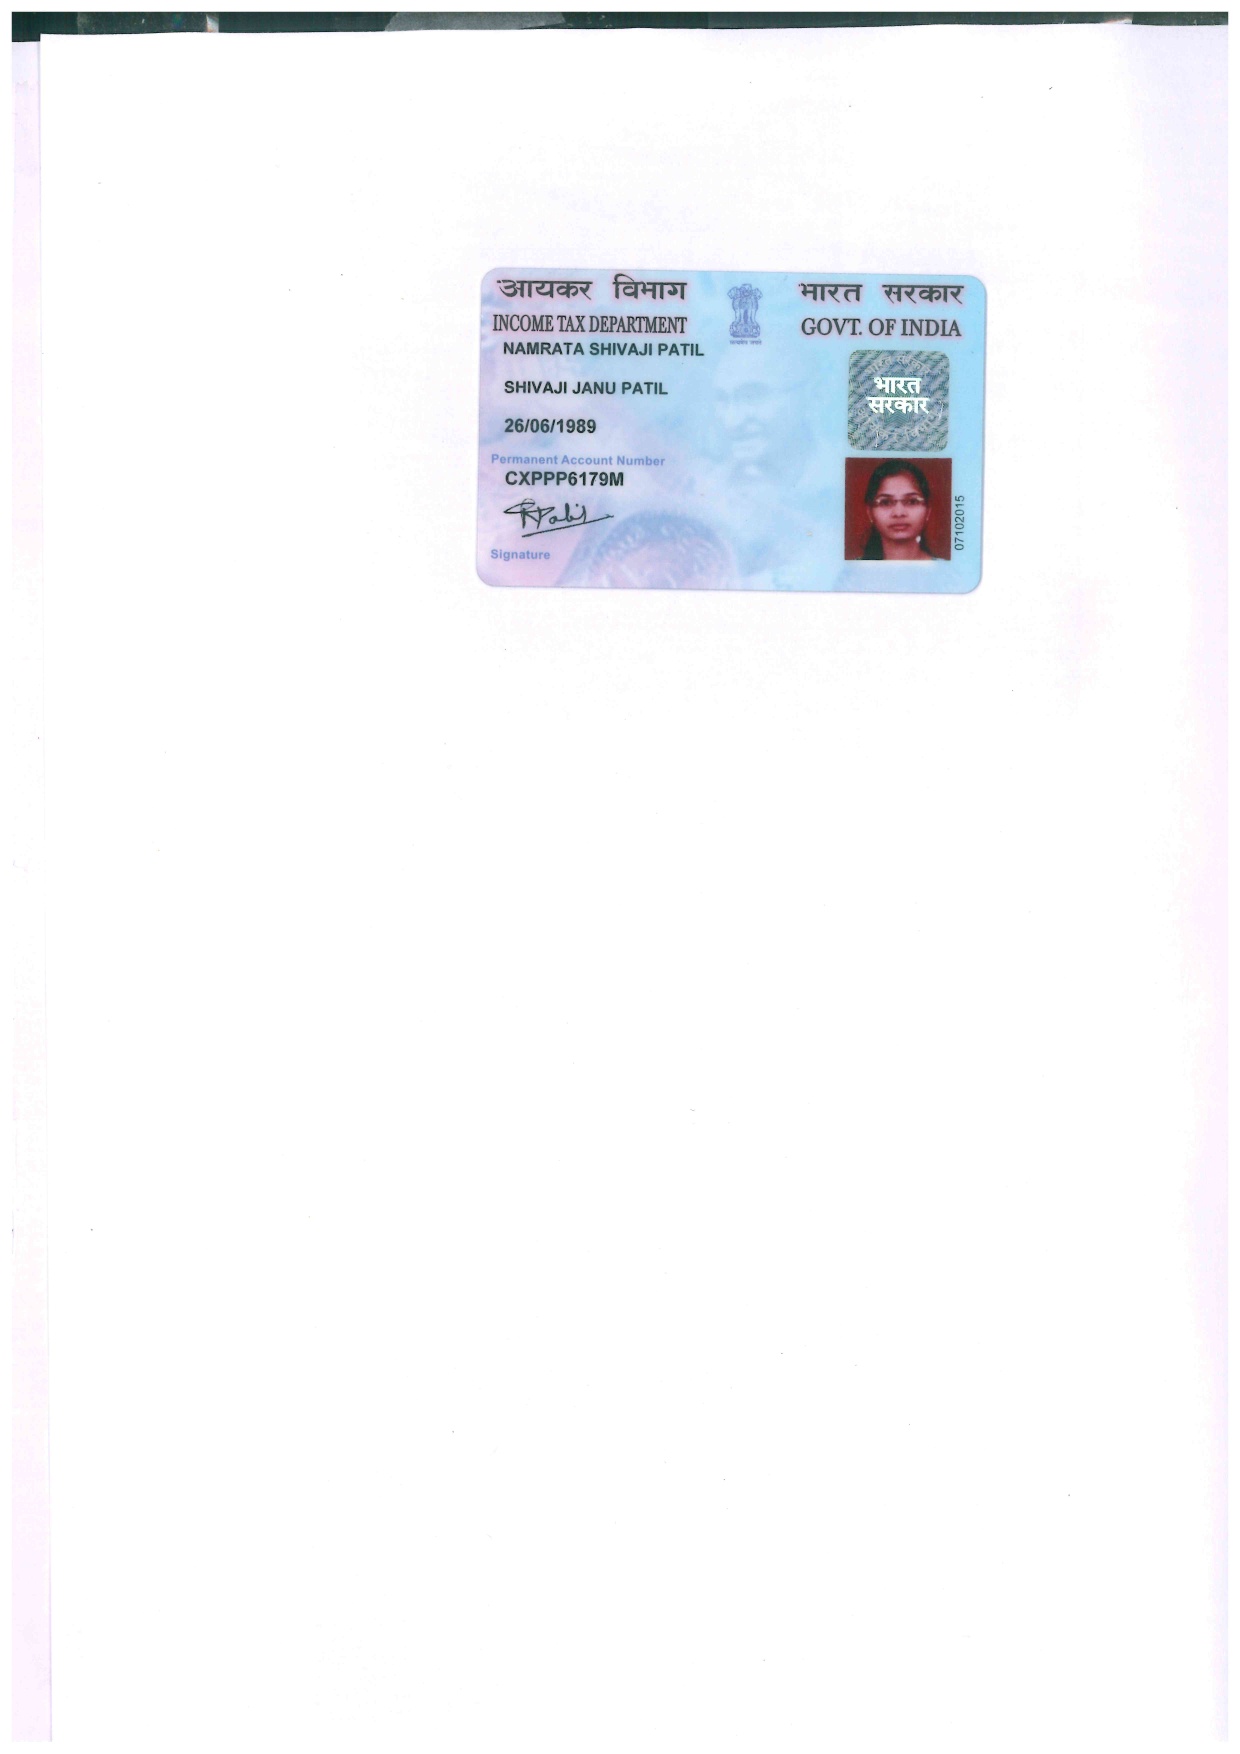 आयकर विभाग
भारत सरकार
INCOME TAX DEPARTMENT
GOVT. OF INDIA
NAMRATA SHIVAJI PATIL
SHIVAJI JANU PATIL
26/06/1989
Permanent Account Number
CXPPP6179M
Signature
भारत
सरकार
07102015